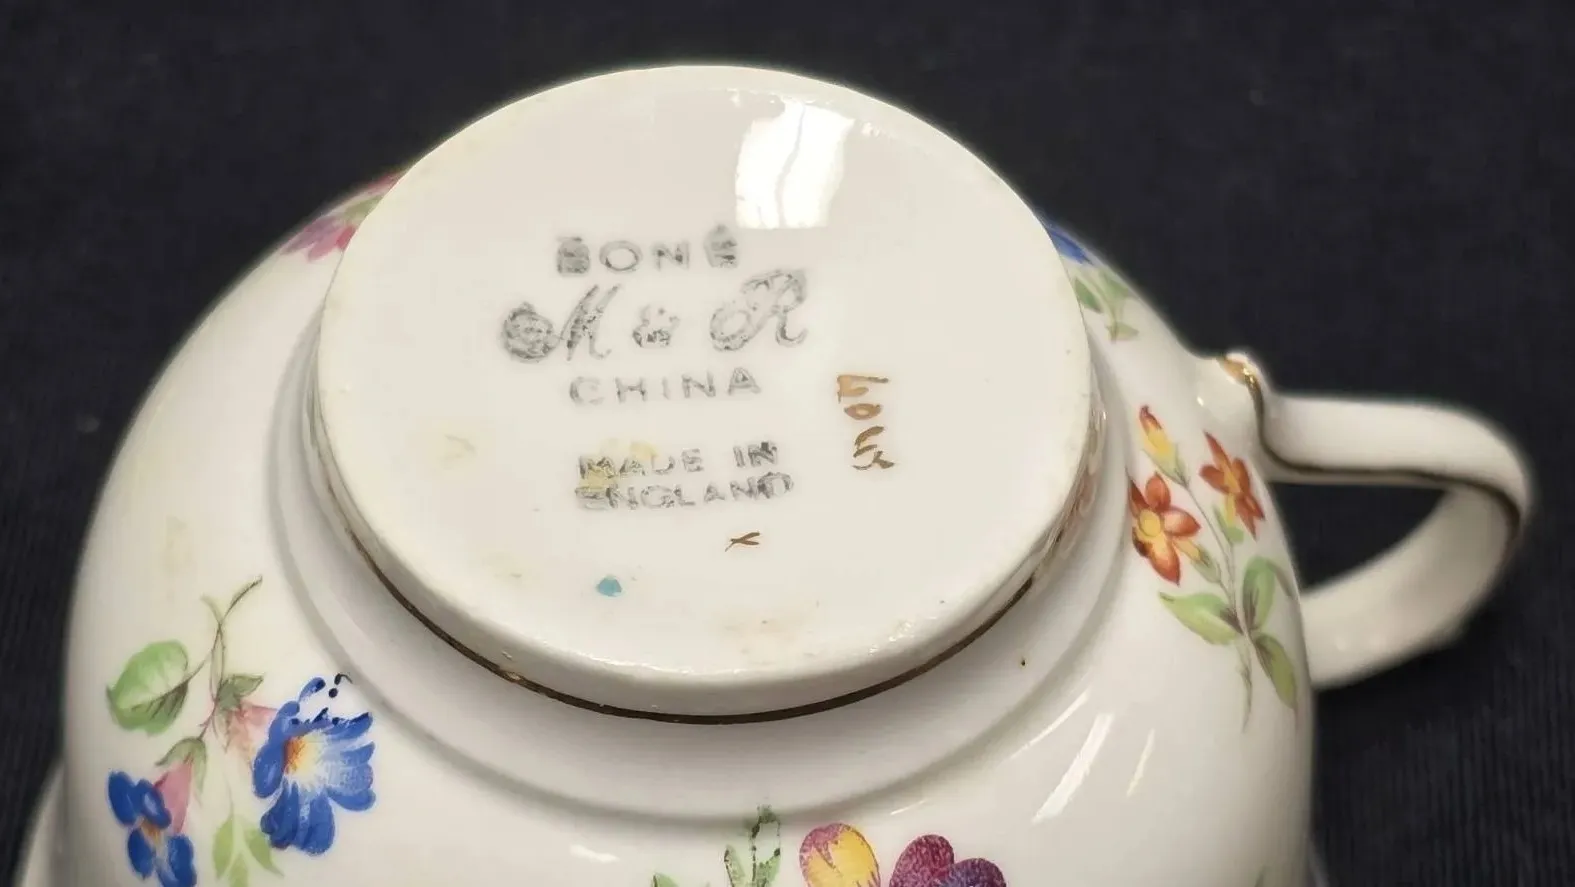 BONE
M & R
CHINA
MADE IN
ENGLAND
x